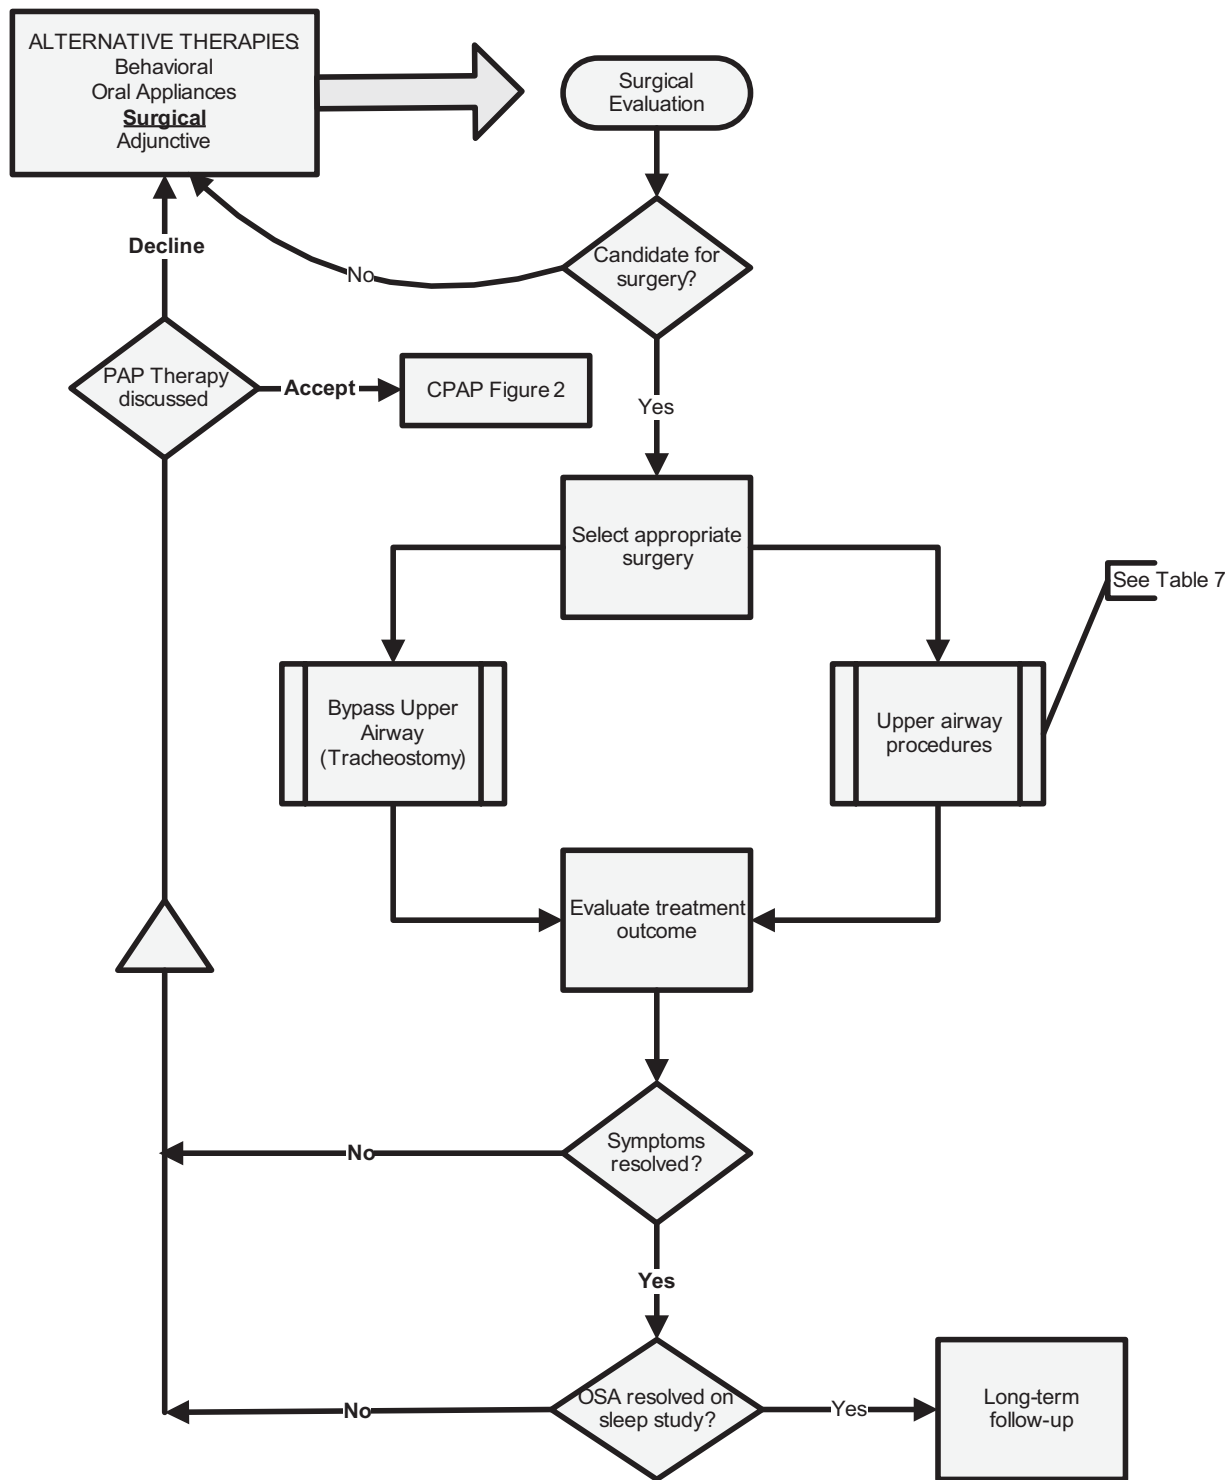 ALTERNATIVE THERAPIES:
Behavioral
Oral Appliances
Surgical
Adjunctive
Surgical
Evaluation
Decline
No
Candidate for
surgery?
PAP Therapy
discussed
Accept
CPAP Figure 2
Yes
Select appropriate
surgery
See Table 7
Bypass Upper
Airway
(Tracheostomy)
Upper airway
procedures
Evaluate treatment
outcome
No
Symptoms
resolved?
Yes
No
OSA resolved on
sleep study?
Yes
Long-term
follow-up